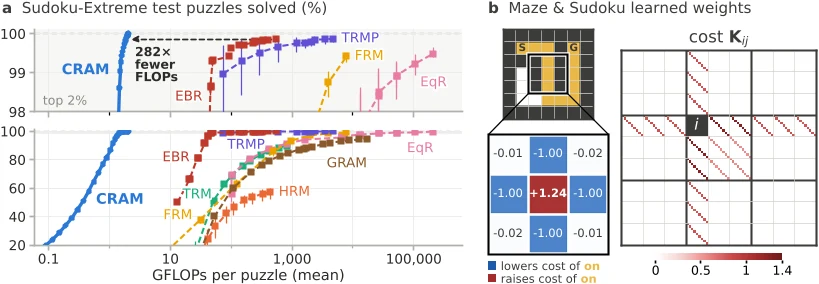 a Sudoku-Extreme test puzzles solved (%)
100
99
98
CRAM
282×
fewer
FLOPs
top 2%
EBR
TRMP
FRM
EqR
100
80
60
40
20
CRAM
EBR
TRMP
TRM
FRM
HRM
GRAM
EqR
0.1
10
1,000
100,000
GFLOPs per puzzle (mean)
b Maze & Sudoku learned weights
S G
-0.01 -1.00 -0.02
-1.00 +1.24 -1.00
-0.02 -1.00 -0.01
lowers cost of on
raises cost of on
cost Kij
i
0 0.5 1 1.4